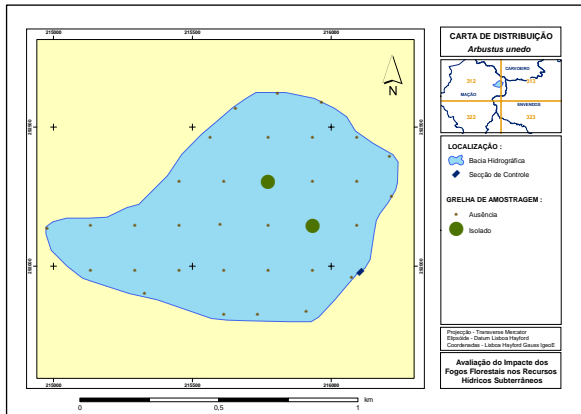 215000
215500
216000
CARTA DE DISTRIBUIÇÃO
Arbustus unedo
CARVOEIRO
312
313
MAÇÃO
ENVENDOS
322
323
N
LOCALIZAÇÃO :
Bacia Hidrográfica
Secção de Controle
GRELHA DE AMOSTRAGEM :
Ausência
Isolado
Projecção - Transverse Mercator
Elipsóide - Datum Lisboa Hayford
Coordenadas - Lisboa Hayford Gauss IgeoE
Avaliação do Impacte dos
Fogos Florestais nos Recursos
Hídricos Subterrâneos
215000
215500
216000
km
0
0,5
1